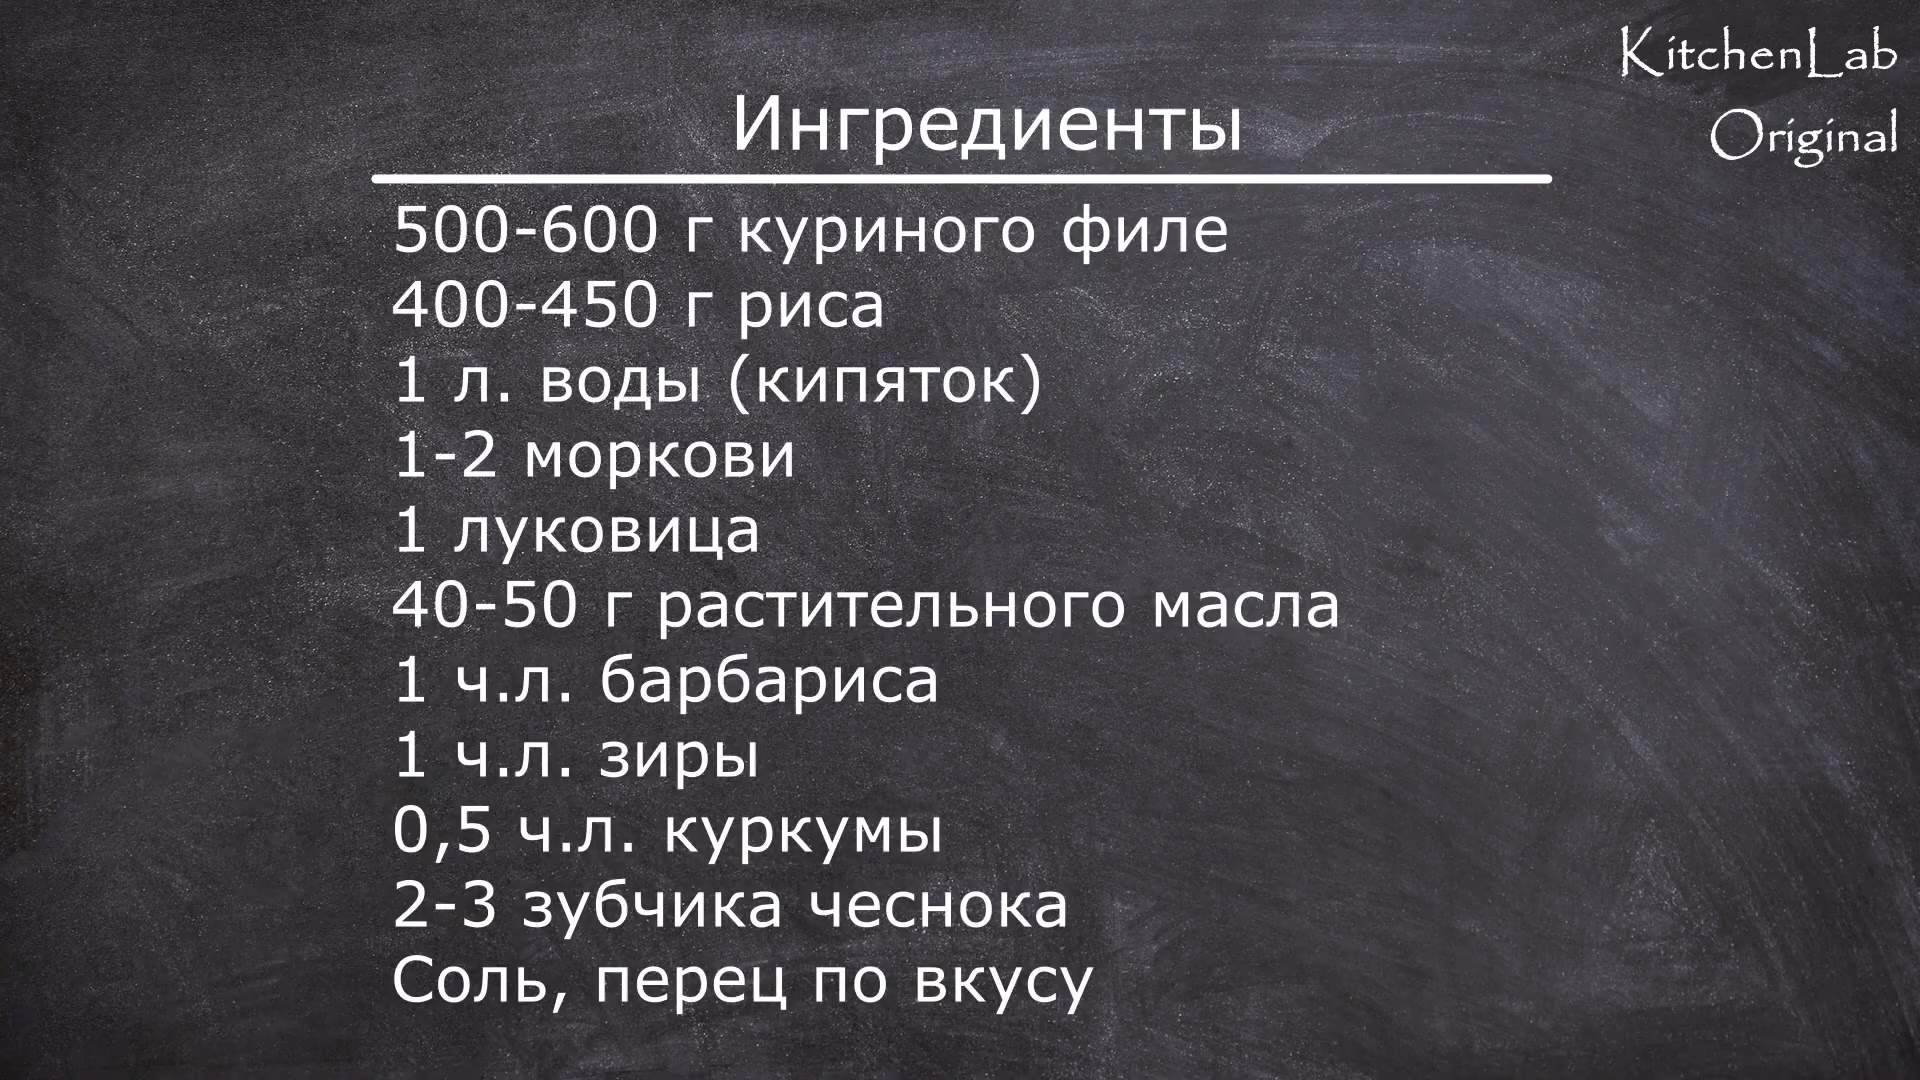 KitchenLab
Original
Ингредиенты
500-600 г куриного филе
400-450 г риса
1 л. воды (кипяток)
1-2 моркови
1 луковица
40-50 г растительного масла
1 ч.л. барбариса
1 ч.л. зиры
0,5 ч.л. куркумы
2-3 зубчика чеснока
Соль, перец по вкусу